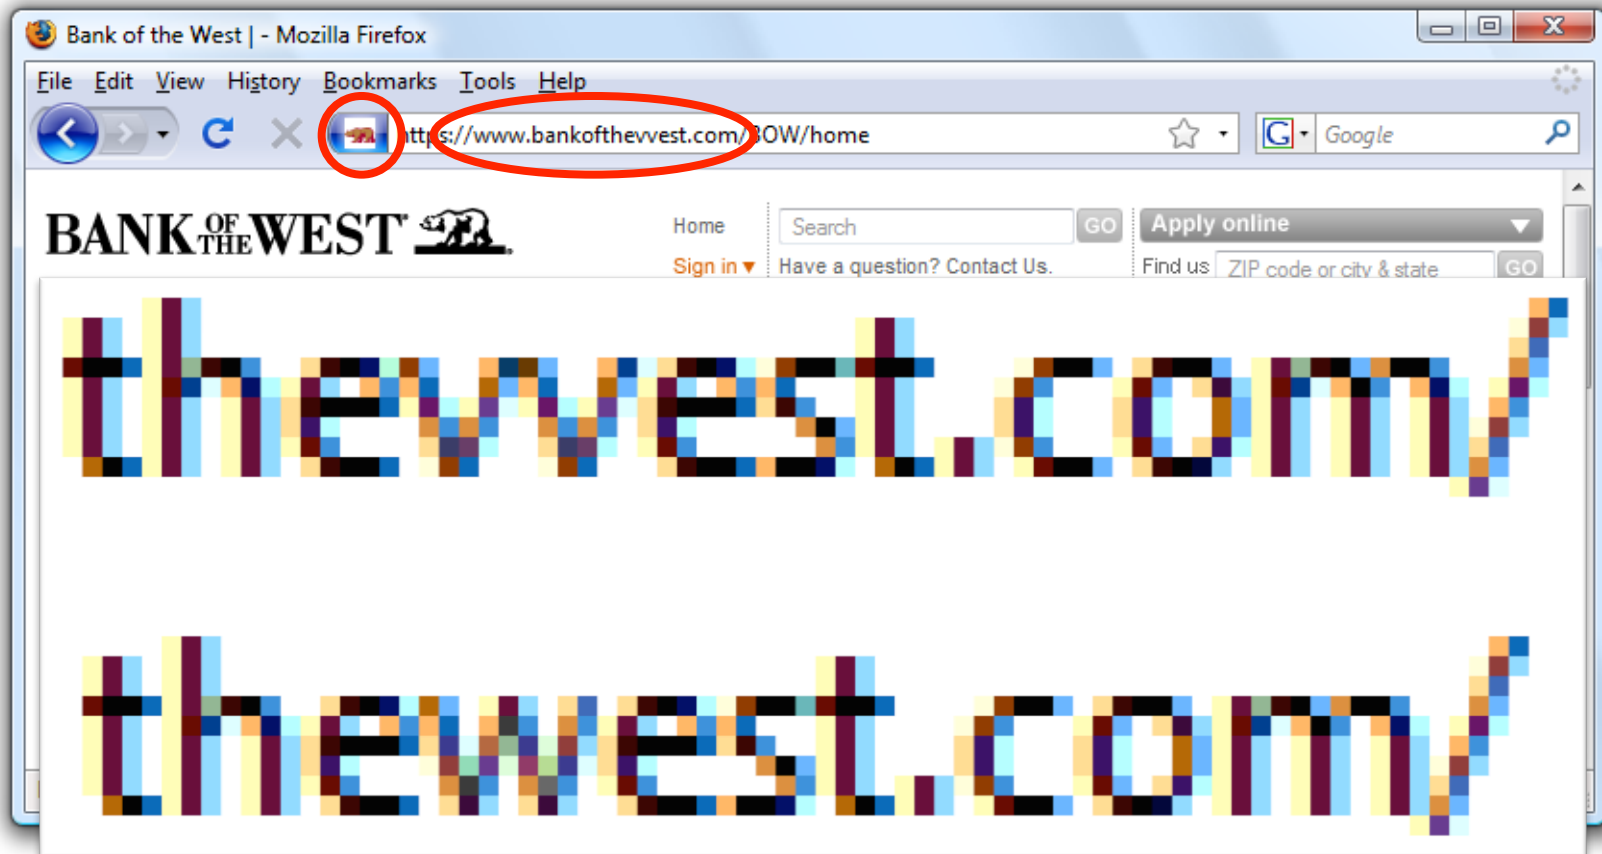 Bank of the West | - Mozilla Firefox
File Edit View History Bookmarks Tools Help
https://www.bankofthevvest.com/BOW/home
G Google
BANK OF THE WEST
Home Search GO Apply online
Sign in Have a question? Contact Us. Find us ZIP code or city & state GO
thevvest.com/
thewest.com/